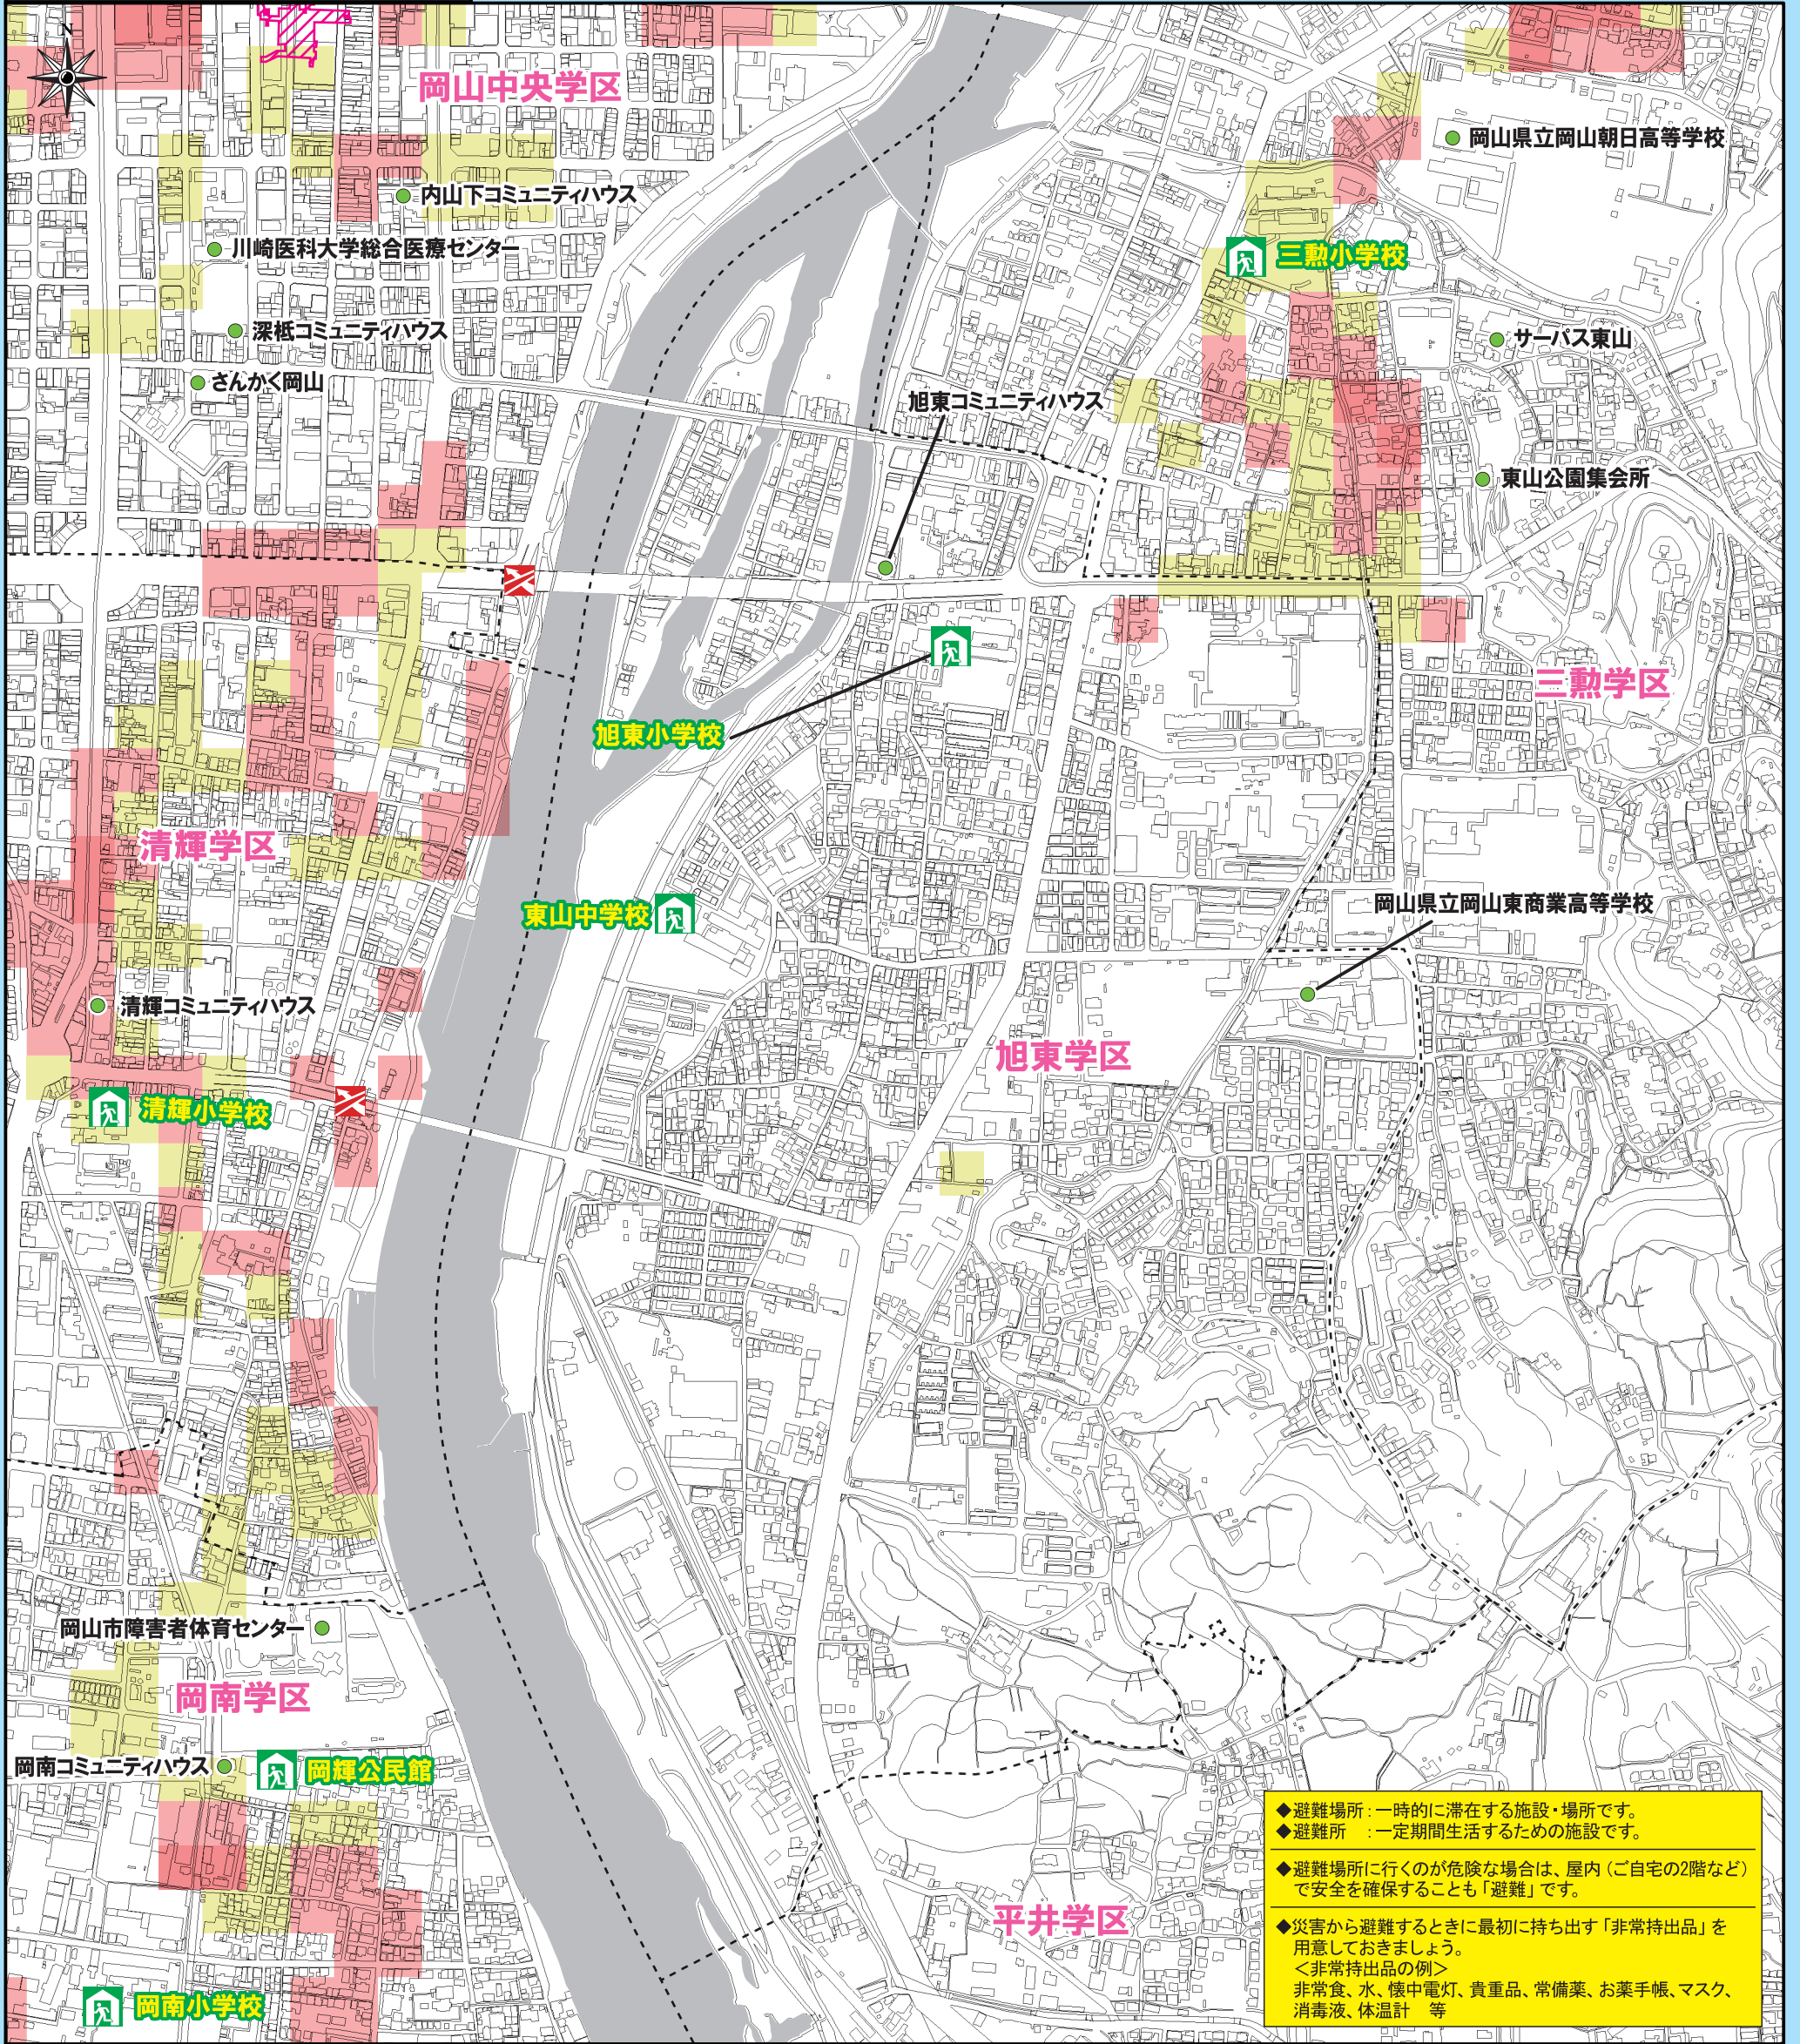 N
岡山中央学区
岡山県立岡山朝日高等学校
内山下コミュニティハウス
川崎医科大学総合医療センター
三勲小学校
深柢コミュニティハウス
サーパス東山
さんかく岡山
旭東コミュニティハウス
東山公園集会所
三勲学区
旭東小学校
清輝学区
岡山県立岡山東商業高等学校
東山中学校
清輝コミュニティハウス
旭東学区
清輝小学校
岡山市障害者体育センター
岡南学区
岡南コミュニティハウス
岡輝公民館
◆避難場所：一時的に滞在する施設・場所です。
◆避難所　：一定期間生活するための施設です。
◆避難場所に行くのが危険な場合は、屋内（ご自宅の2階など）
で安全を確保することも「避難」です。
◆災害から避難するときに最初に持ち出す「非常持出品」を
用意しておきましょう。
＜非常持出品の例＞
非常食、水、懐中電灯、貴重品、常備薬、お薬手帳、マスク、
消毒液、体温計　等
平井学区
岡南小学校